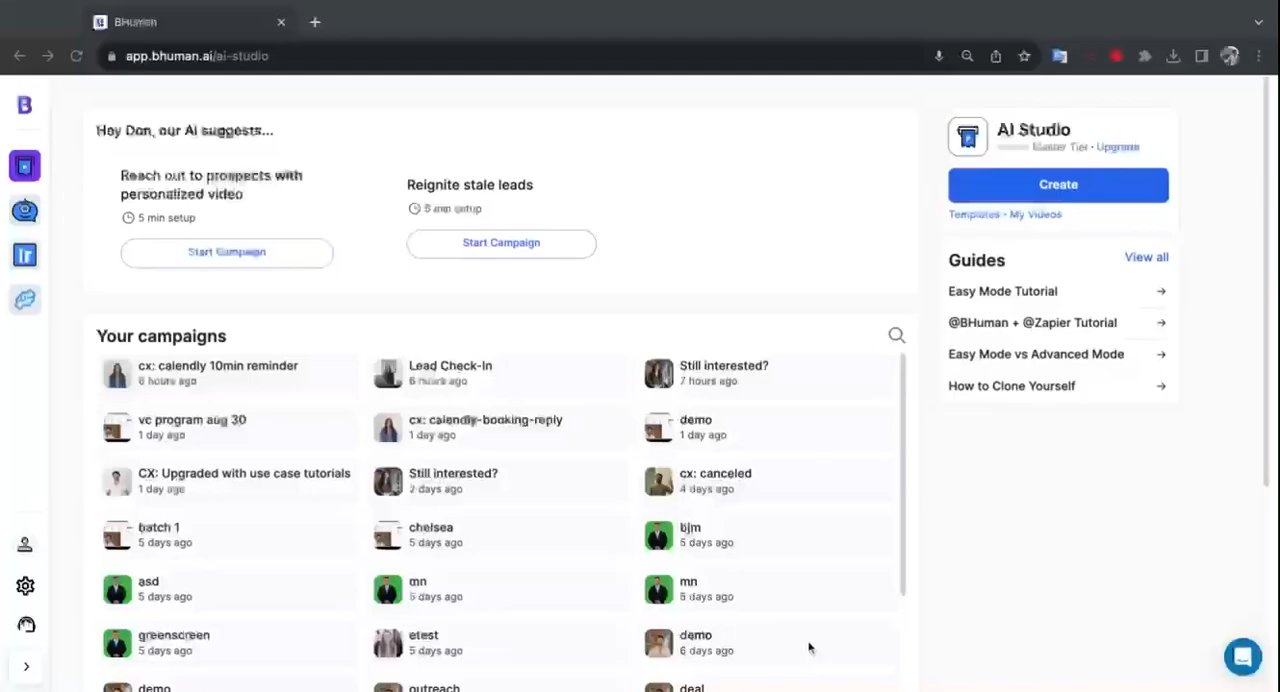 BHuman
app.bhuman.ai/ai-studio
B
Hey Don, our AI suggests...
Reach out to prospects with
personalized video
5 min setup
Start Campaign
Reignite stale leads
5 min setup
Start Campaign
AI Studio
Master Tier • Upgrade
Create
Templates • My Videos
Guides
View all
Easy Mode Tutorial
@BHuman + @Zapier Tutorial
Easy Mode vs Advanced Mode
How to Clone Yourself
Your campaigns
cx: calendly 10min reminder
6 hours ago
Lead Check-In
6 hours ago
Still interested?
7 hours ago
vc program aug 30
1 day ago
cx: calendly-booking-reply
1 day ago
demo
1 day ago
CX: Upgraded with use case tutorials
1 day ago
Still interested?
2 days ago
cx: canceled
4 days ago
batch 1
5 days ago
chelsea
5 days ago
bjm
5 days ago
asd
5 days ago
mn
5 days ago
mn
5 days ago
greenscreen
5 days ago
etest
5 days ago
demo
6 days ago
demo
outreach
deal